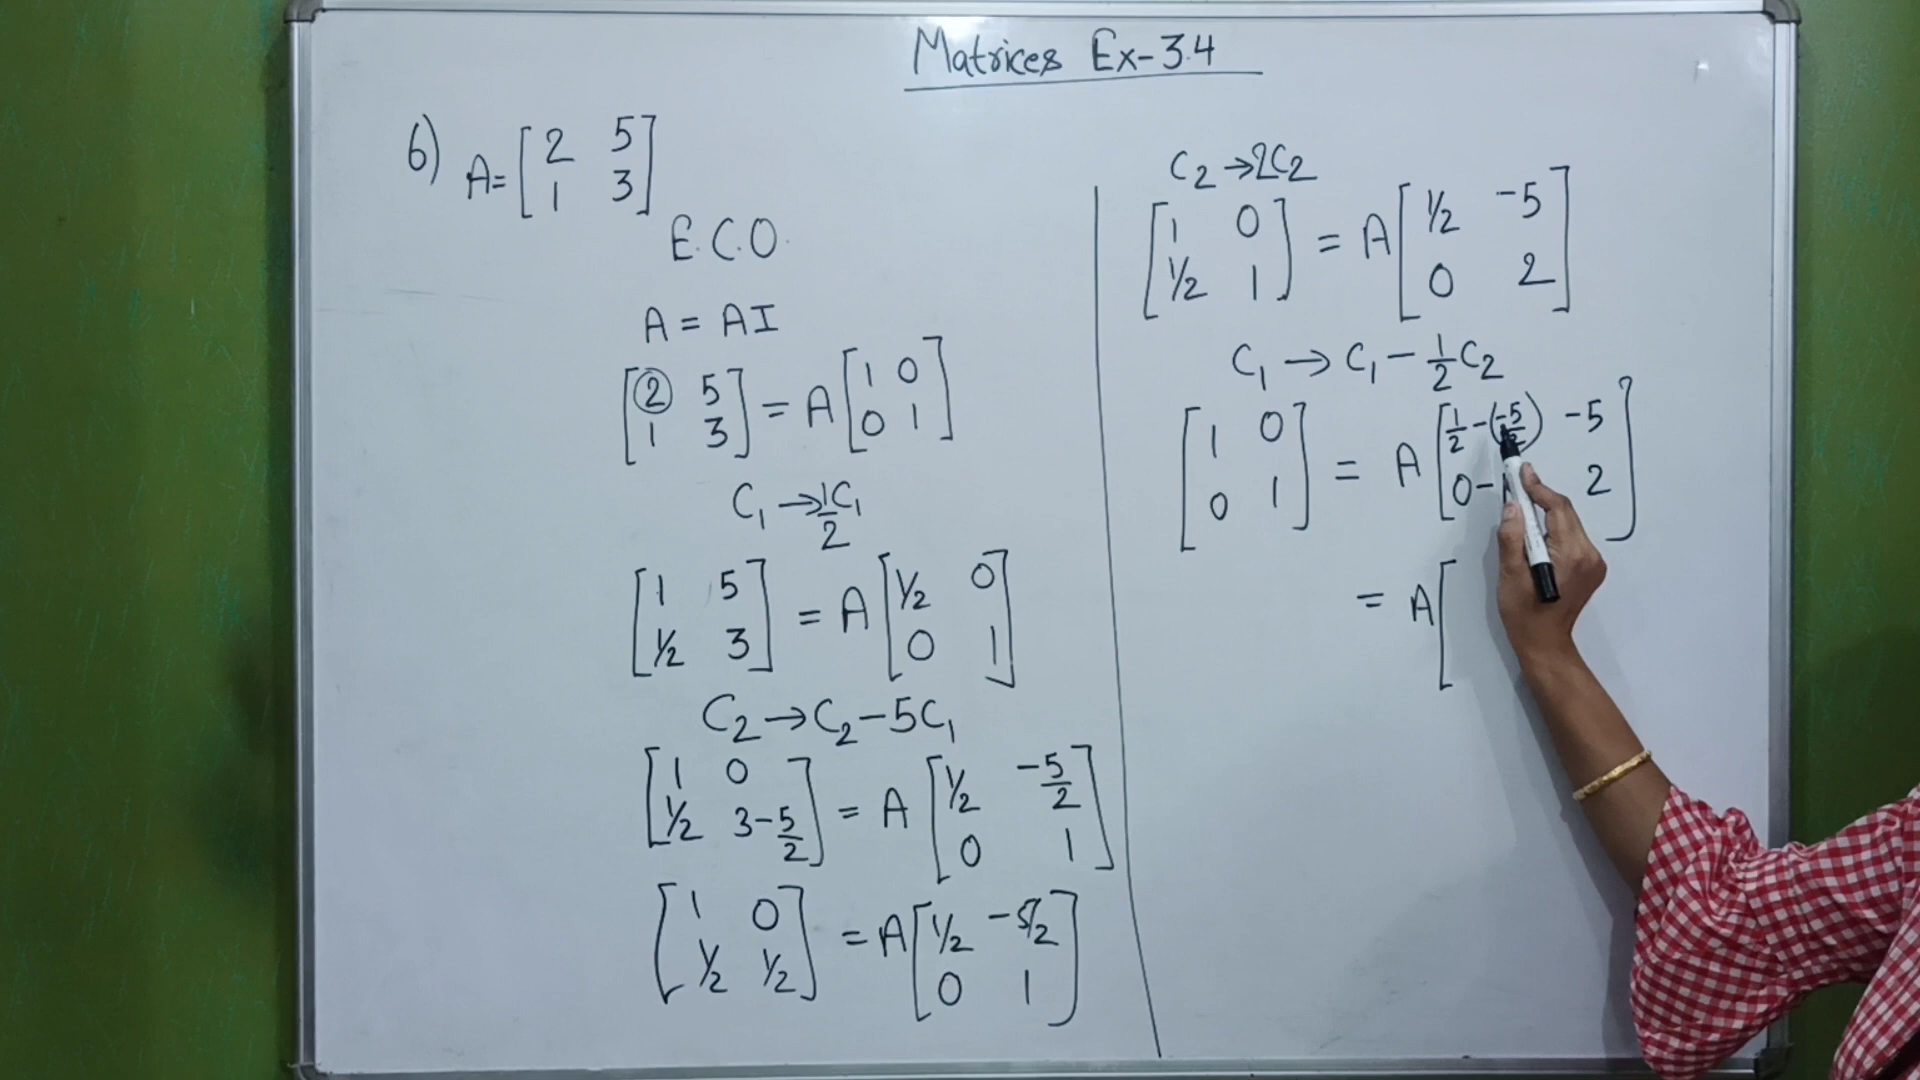 Matrices Ex-3.4
6) A = [2 5
1 3]
E.C.O.
A = AI
[2 5
1 3] = A [1 0
0 1]
C₁ → 1/2 C₁
[1 5
1/2 3] = A [1/2 0
0 1]
C₂ → C₂ - 5C₁
[1 0
1/2 3 - 5/2] = A [1/2 -5/2
0 1]
[1 0
1/2 1/2] = A [1/2 -5/2
0 1]
C₂ → 2C₂
[1 0
1/2 1] = A [1/2 -5
0 2]
C₁ → C₁ - 1/2 C₂
[1 0
0 1] = A [1/2 - (-5/2) -5
0 - 2]
= A [